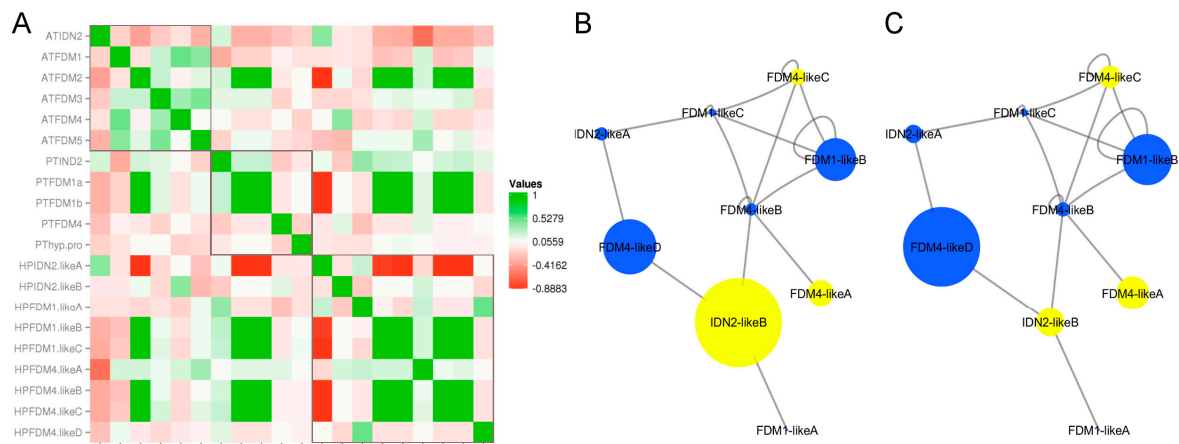 A
ATIDN2
ATFDM1
ATFDM2
ATFDM3
ATFDM4
ATFDM5
PTIND2
PTFDM1a
PTFDM1b
PTFDM4
PThyp.pro
HPIDN2.likeA
HPIDN2.likeB
HPFDM1.likeA
HPFDM1.likeB
HPFDM1.likeC
HPFDM4.likeA
HPFDM4.likeB
HPFDM4.likeC
HPFDM4.likeD
Values
1
0.5279
0.0559
-0.4162
-0.8883
B
FDM4-likeC
FDM1-likeC
IDN2-likeA
FDM1-likeB
FDM4-likeB
FDM4-likeD
FDM4-likeA
IDN2-likeB
FDM1-likeA
C
FDM4-likeC
FDM1-likeC
IDN2-likeA
FDM1-likeB
FDM4-likeB
FDM4-likeD
FDM4-likeA
IDN2-likeB
FDM1-likeA